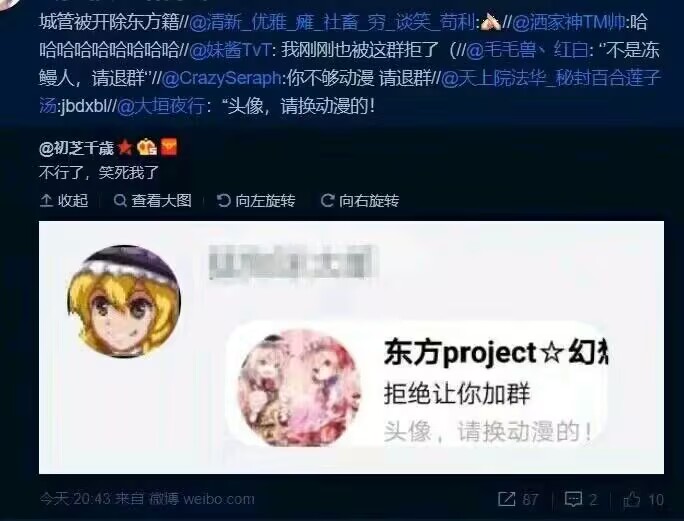 城管被开除东方籍//@清新_优雅_瘫_社畜_穷_谈笑_苟利:🙏//@洒家神TM帅:哈
哈哈哈哈哈哈哈哈哈//@妹酱TvT: 我刚刚也被这群拒了（//@毛毛兽丶红白: “不是冻
鳗人，请退群”//@CrazySeraph:你不够动漫 请退群//@天上院法华_秘封百合莲子
汤:jbdxbl//@大垣夜行：“头像，请换动漫的！
@初芝千歳
不行了，笑死我了
收起 查看大图 向左旋转 向右旋转
东方project☆幻想
拒绝让你加群
头像，请换动漫的！
今天 20:43 来自 微博 weibo.com 87 2 10